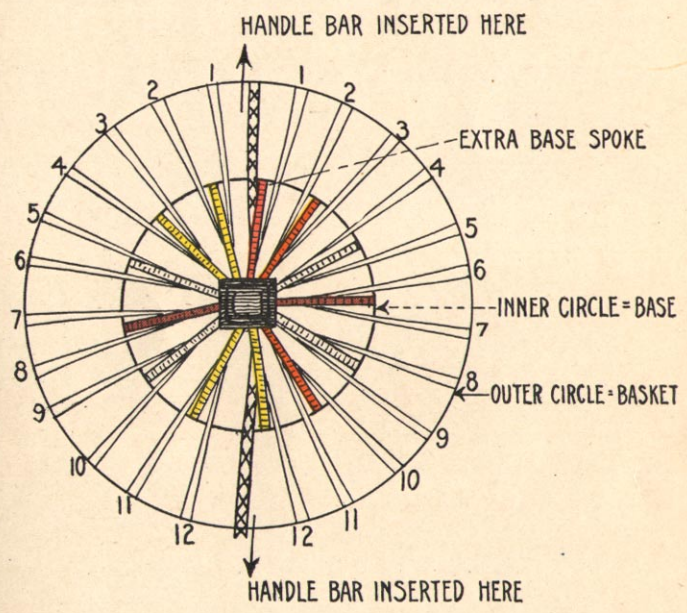 HANDLE BAR INSERTED HERE
1 1
2 2
3 3
4 4
EXTRA BASE SPOKE
5 5
6 6
7 7
INNER CIRCLE = BASE
8 8
OUTER CIRCLE = BASKET
9 9
10 10
11 11
12 12
HANDLE BAR INSERTED HERE